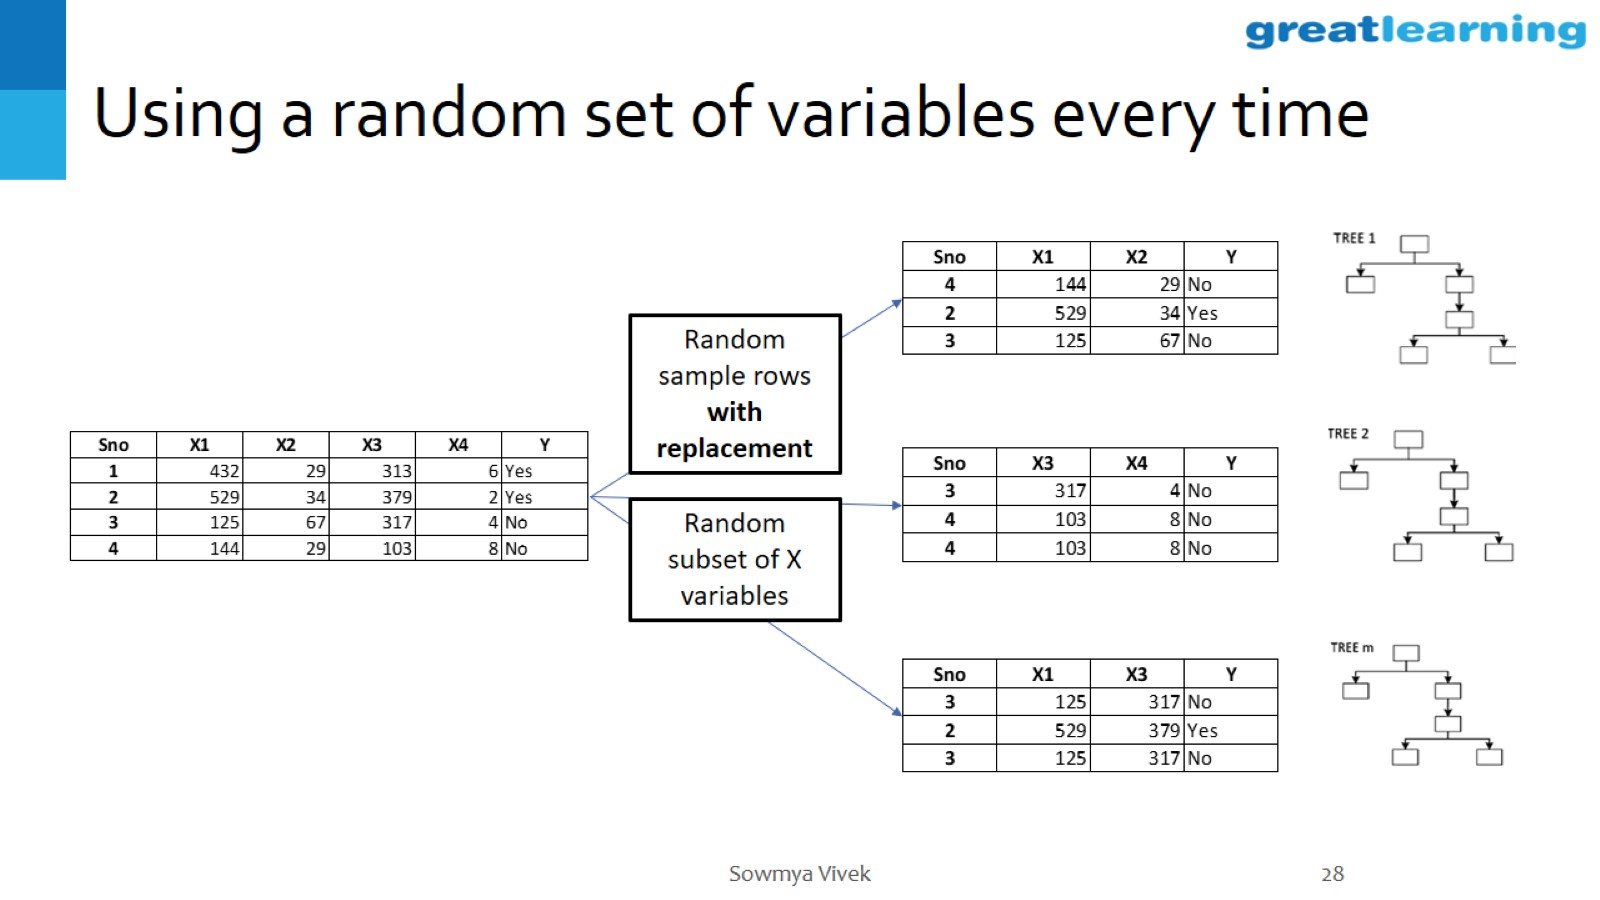 greatlearning
Using a random set of variables every time
Sno X1 X2 X3 X4 Y
1 432 29 313 6 Yes
2 529 34 379 2 Yes
3 125 67 317 4 No
4 144 29 103 8 No
Random
sample rows
with
replacement
Random
subset of X
variables
Sno X1 X2 Y
4 144 29 No
2 529 34 Yes
3 125 67 No
TREE 1
Sno X3 X4 Y
3 317 4 No
4 103 8 No
4 103 8 No
TREE 2
Sno X1 X3 Y
3 125 317 No
2 529 379 Yes
3 125 317 No
TREE m
Sowmya Vivek
28